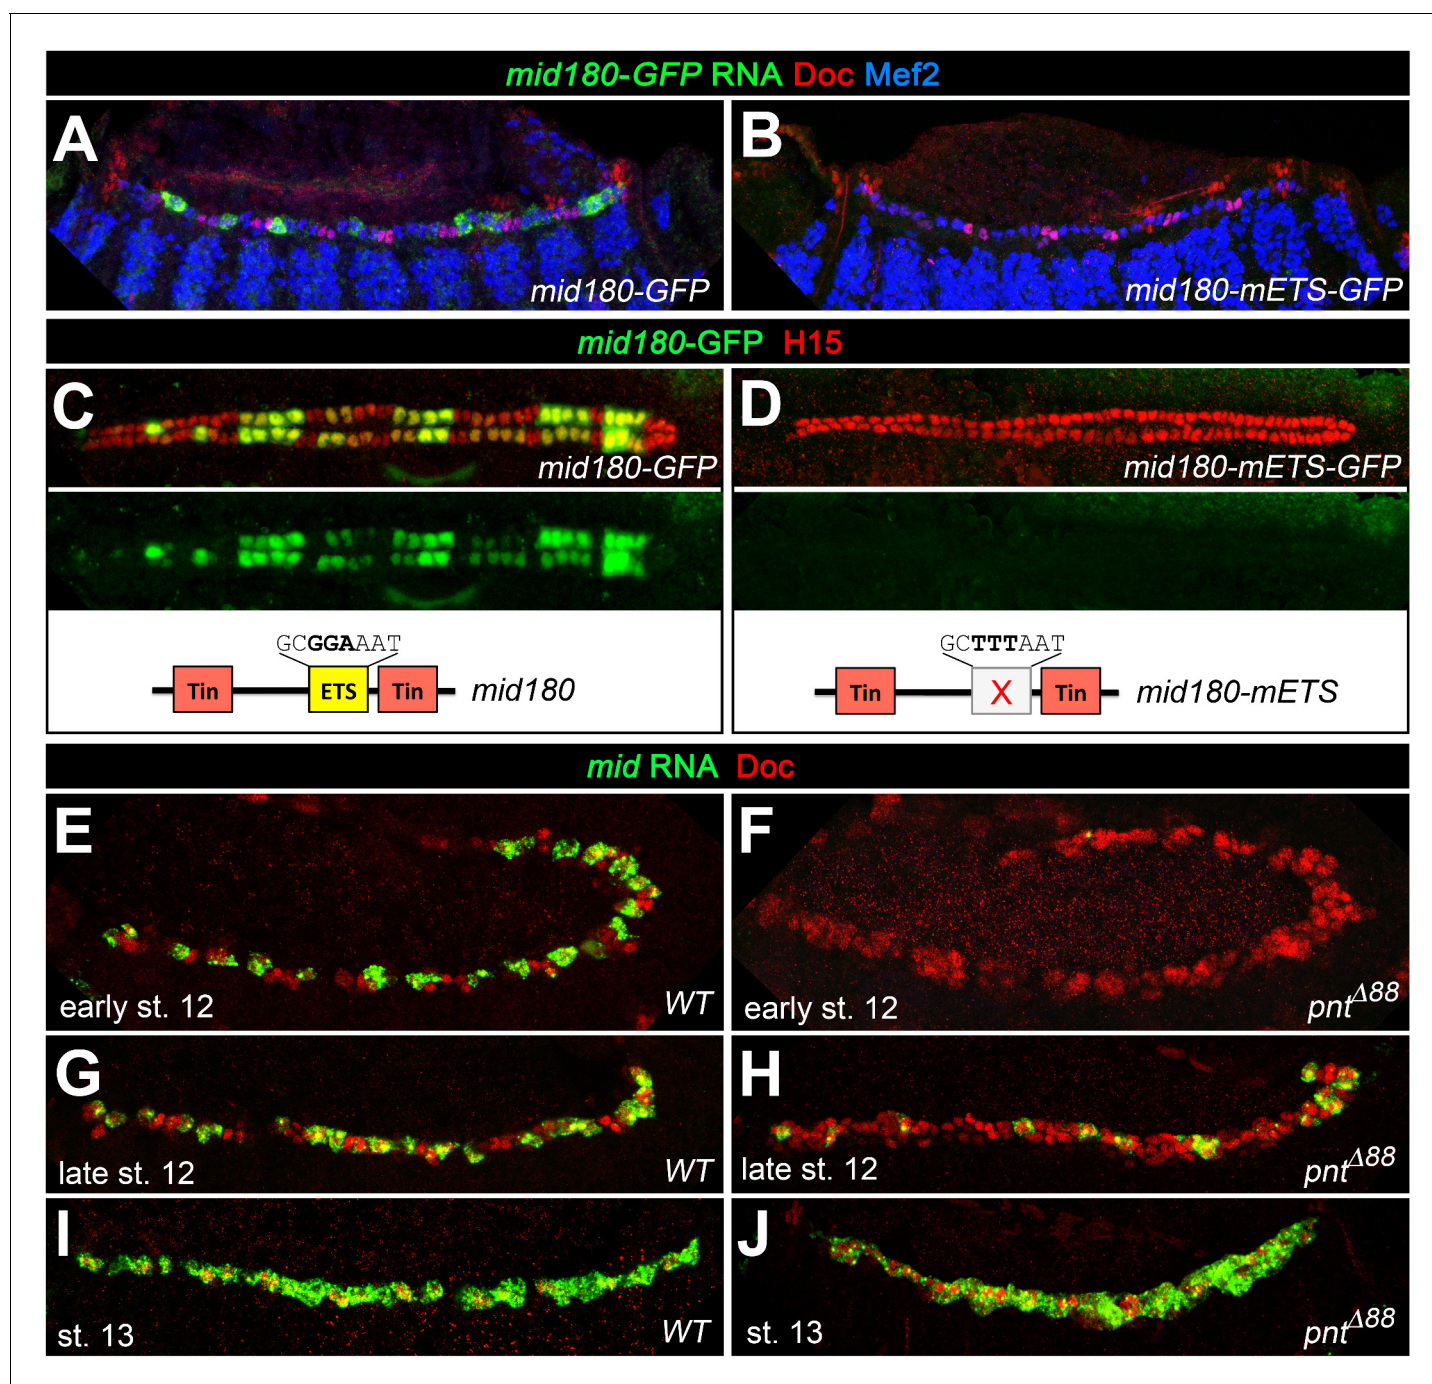 mid180-GFP RNA Doc Mef2
A
mid180-GFP
B
mid180-mETS-GFP
mid180-GFP H15
C
mid180-GFP
D
mid180-mETS-GFP
GCGGAAAT
Tin ETS Tin mid180
GCTTTAAT
Tin X Tin mid180-mETS
mid RNA Doc
E
early st. 12 WT
F
early st. 12 pntΔ88
G
late st. 12 WT
H
late st. 12 pntΔ88
I
st. 13 WT
J
st. 13 pntΔ88